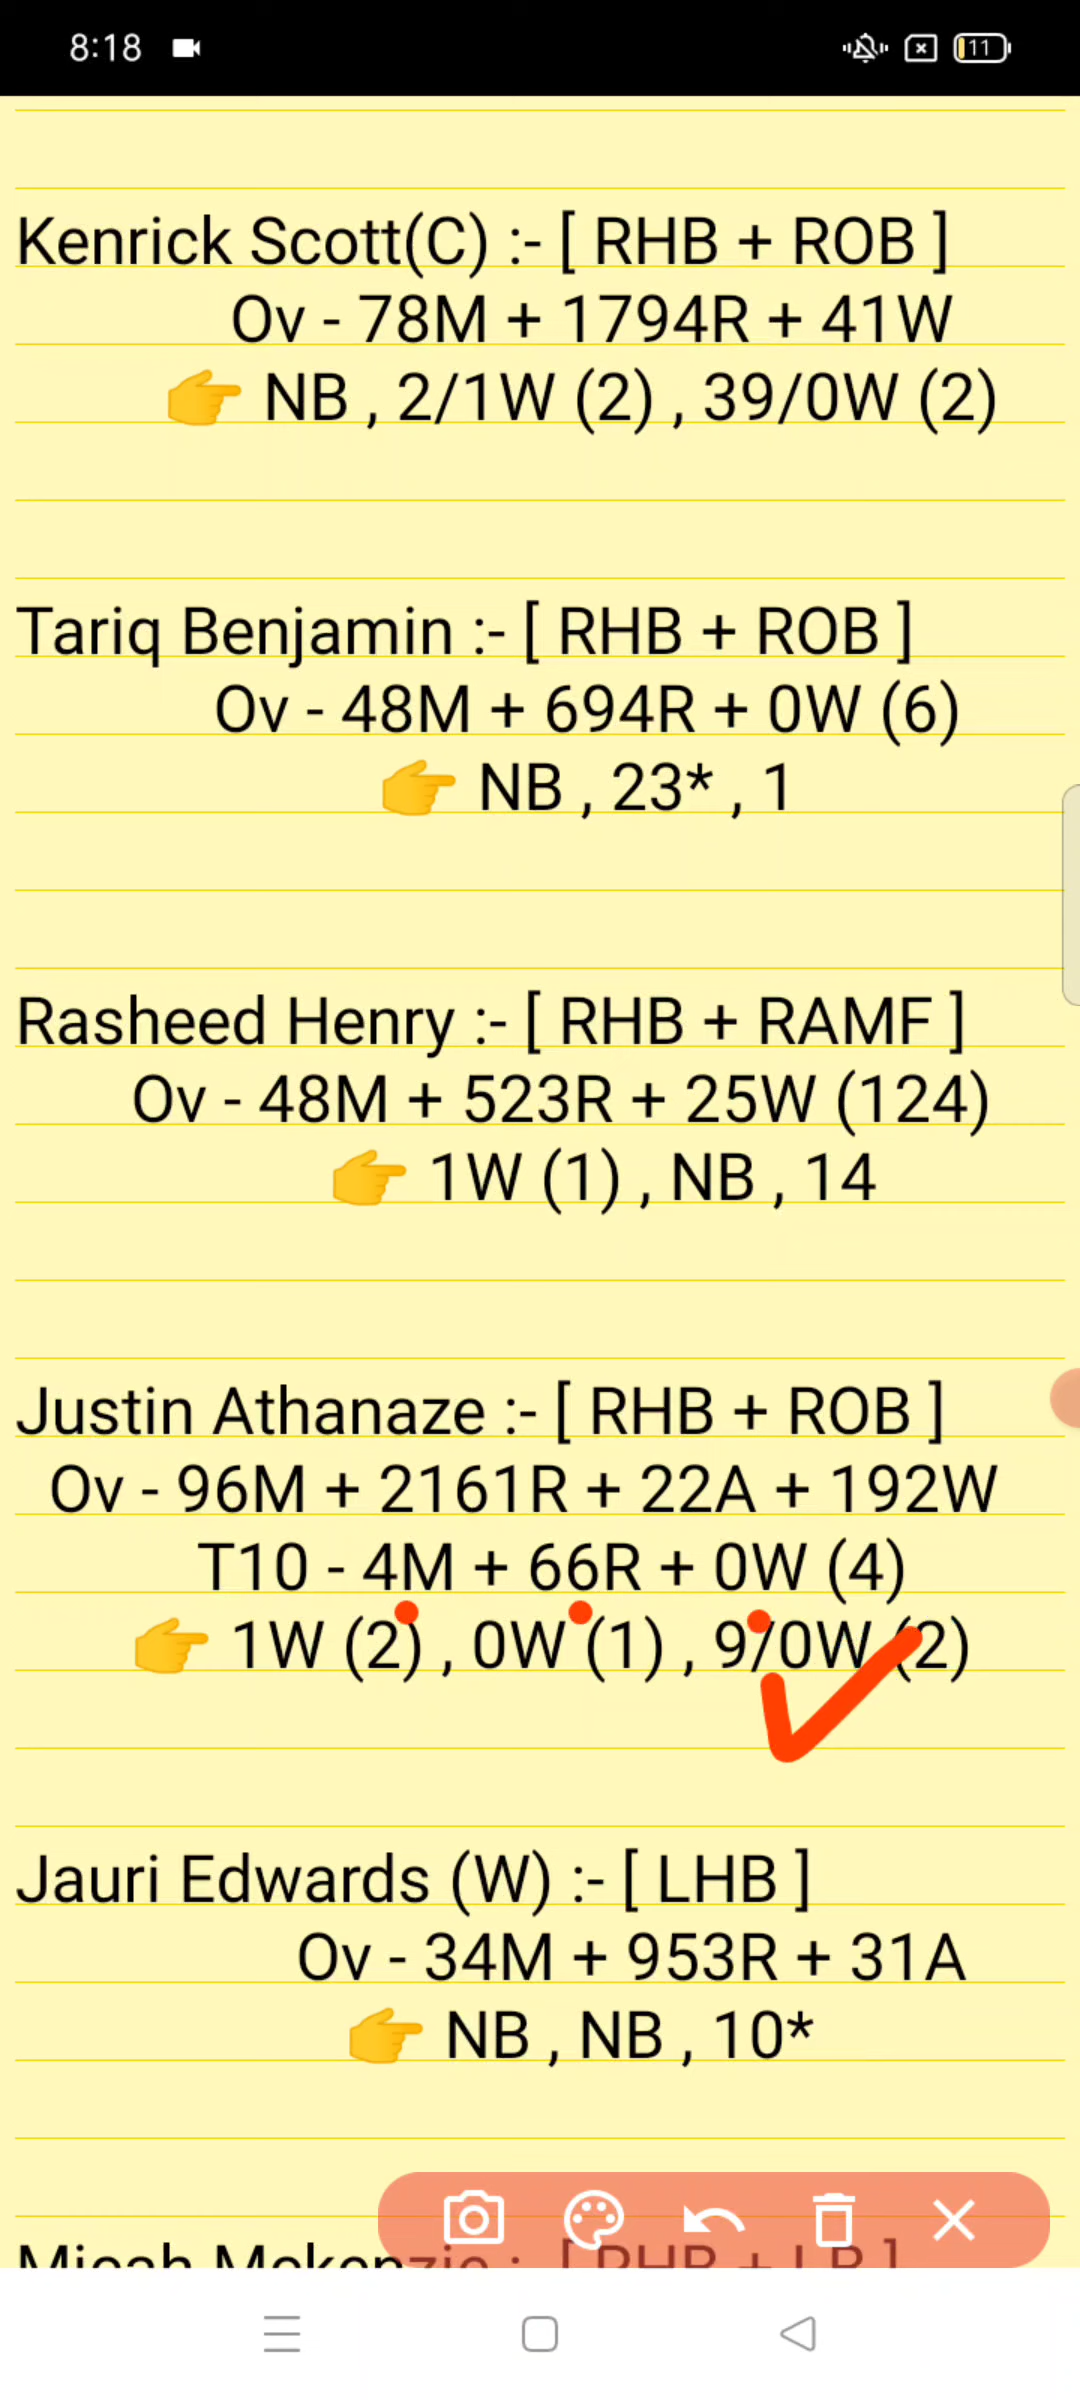 8:18
11
Kenrick Scott(C) :- [ RHB + ROB ]
Ov - 78M + 1794R + 41W
👉 NB , 2/1W (2) , 39/0W (2)
Tariq Benjamin :- [ RHB + ROB ]
Ov - 48M + 694R + 0W (6)
👉 NB , 23* , 1
Rasheed Henry :- [ RHB + RAMF ]
Ov - 48M + 523R + 25W (124)
👉 1W (1) , NB , 14
Justin Athanaze :- [ RHB + ROB ]
Ov - 96M + 2161R + 22A + 192W
T10 - 4M + 66R + 0W (4)
👉 1W (2) , 0W (1) , 9/0W (2)
Jauri Edwards (W) :- [ LHB ]
Ov - 34M + 953R + 31A
👉 NB , NB , 10*